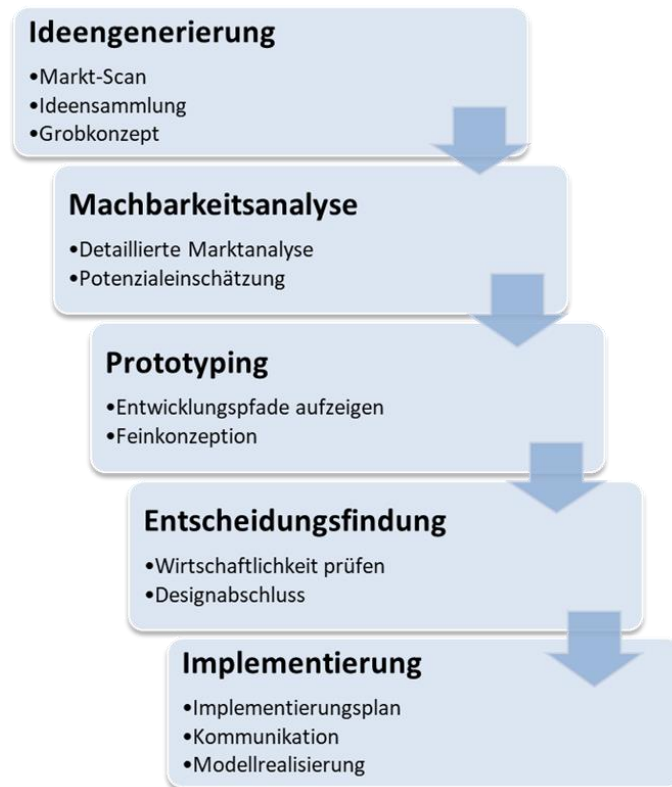 Ideengenerierung
•Markt-Scan
•Ideensammlung
•Grobkonzept
Machbarkeitsanalyse
•Detaillierte Marktanalyse
•Potenzialeinschätzung
Prototyping
•Entwicklungspfade aufzeigen
•Feinkonzeption
Entscheidungsfindung
•Wirtschaftlichkeit prüfen
•Designabschluss
Implementierung
•Implementierungsplan
•Kommunikation
•Modellrealisierung